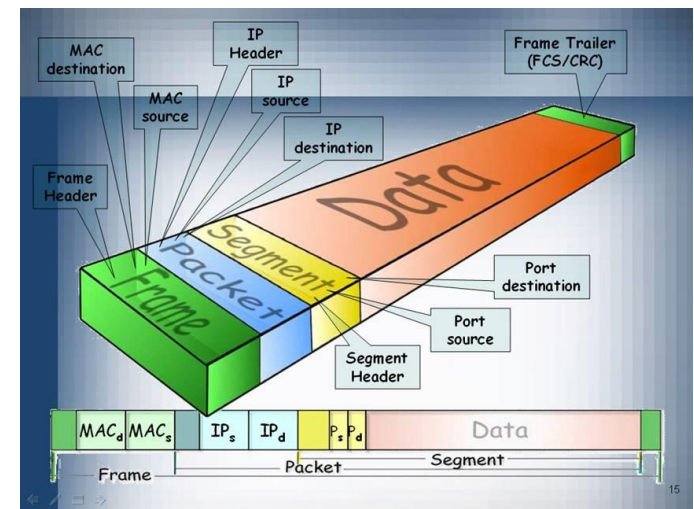 IP
Header
Frame Trailer
(FCS/CRC)
MAC
destination
IP
source
MAC
source
IP
destination
Frame
Header
Data
Segment
Packet
Frame
Port
destination
Port
source
Segment
Header
MACd MACs IPs IPd Ps Pd Data
Segment
Packet
Frame
15